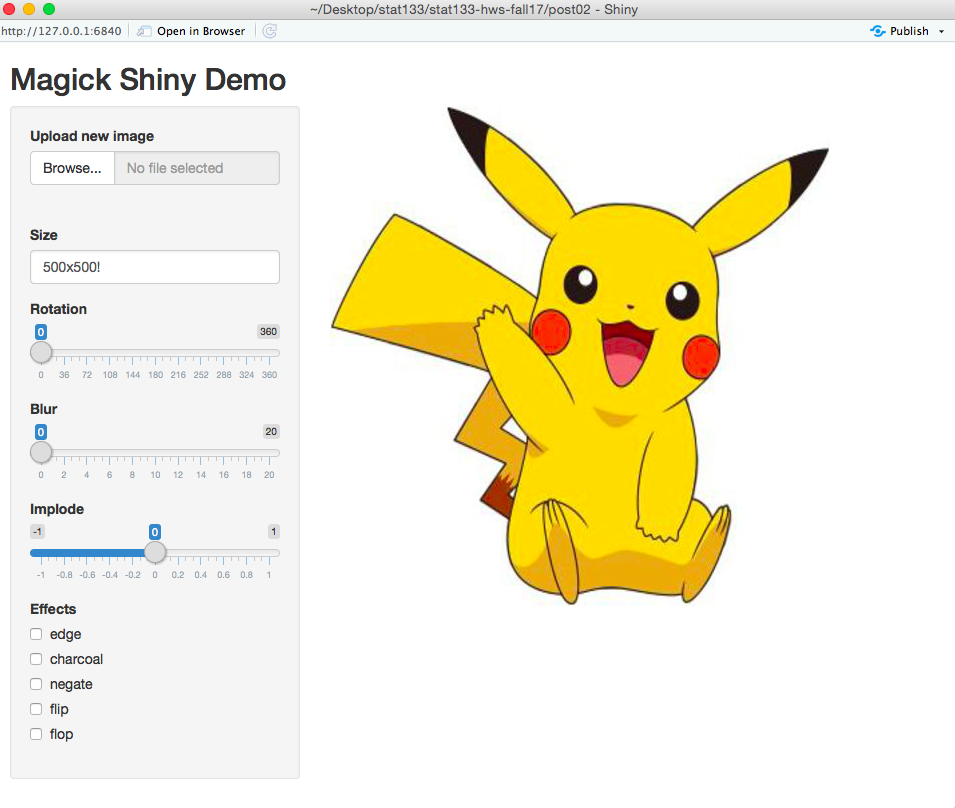 ~/Desktop/stat133/stat133-hws-fall17/post02 - Shiny
http://127.0.0.1:6840 Open in Browser Publish
Magick Shiny Demo
Upload new image
Browse... No file selected
Size
500x500!
Rotation
0 360
0 36 72 108 144 180 216 252 288 324 360
Blur
0 20
0 2 4 6 8 10 12 14 16 18 20
Implode
-1 0 1
-1 -0.8 -0.6 -0.4 -0.2 0 0.2 0.4 0.6 0.8 1
Effects
edge
charcoal
negate
flip
flop